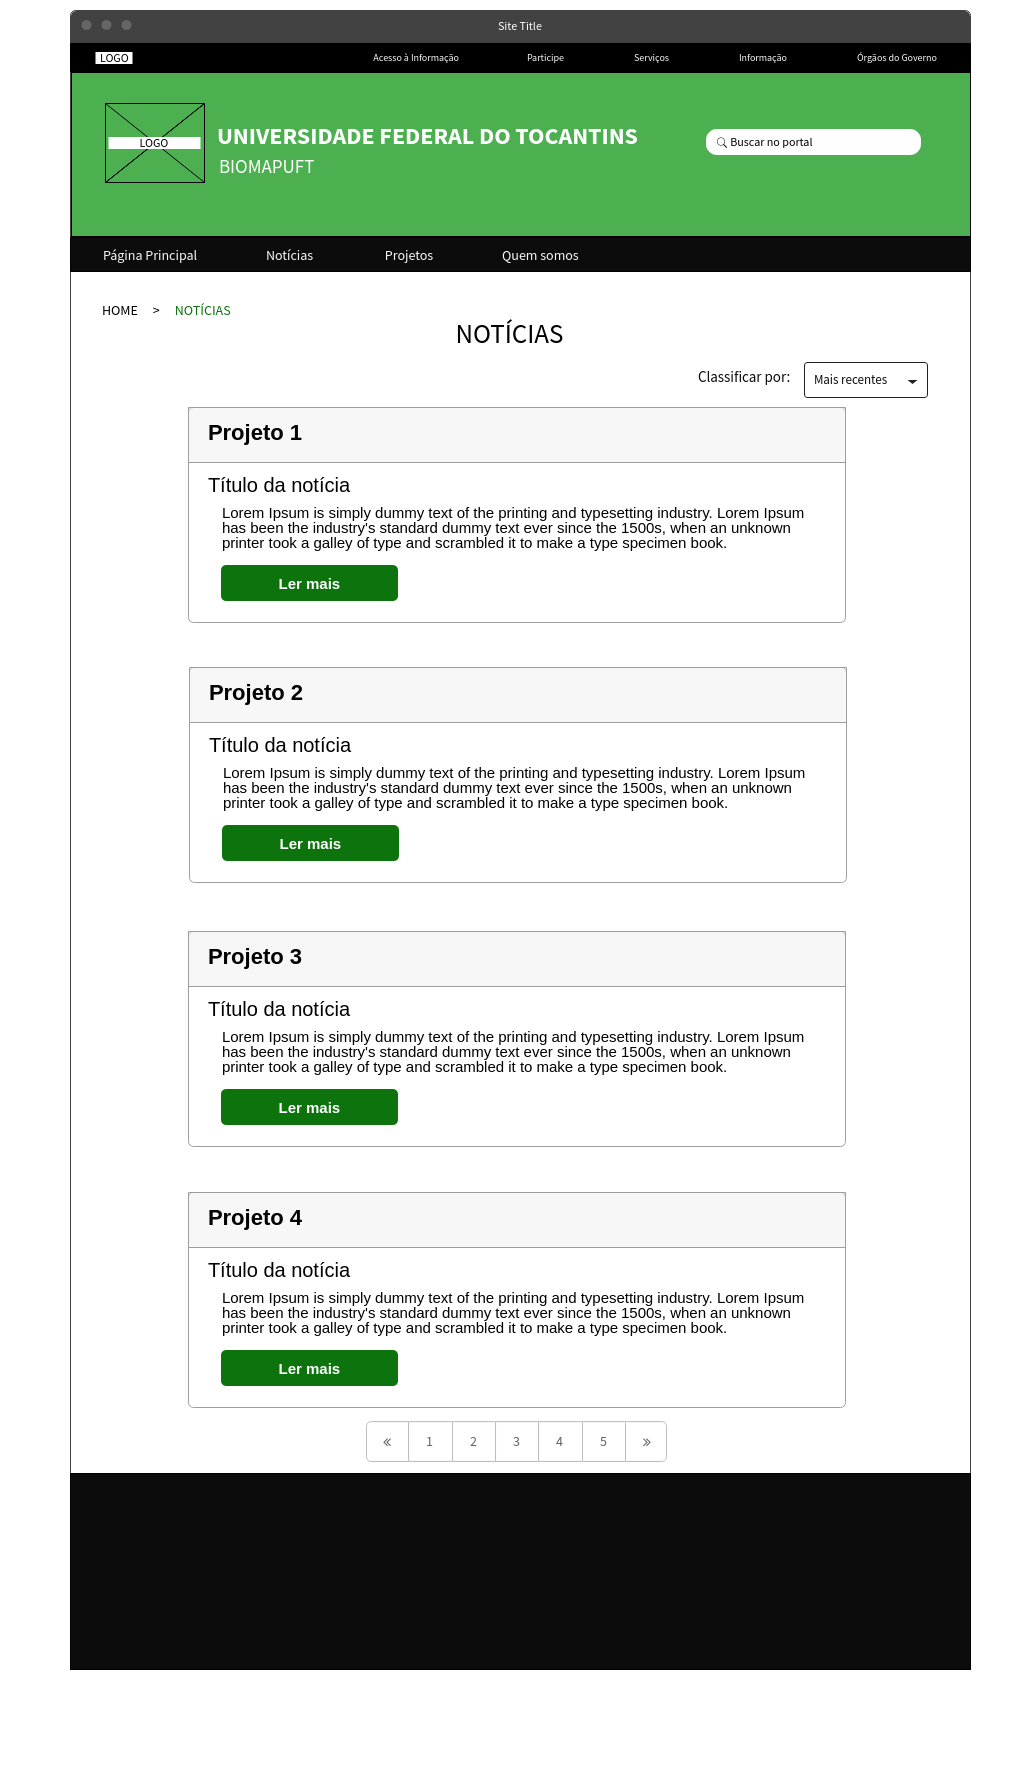 Site Title
LOGO
Acesso à Informação Participe Serviços Informação Órgãos do Governo
LOGO
UNIVERSIDADE FEDERAL DO TOCANTINS
BIOMAPUFT
Buscar no portal
Página Principal Notícias Projetos Quem somos
HOME > NOTÍCIAS
NOTÍCIAS
Classificar por: Mais recentes
Projeto 1
Título da notícia
Lorem Ipsum is simply dummy text of the printing and typesetting industry. Lorem Ipsum
has been the industry's standard dummy text ever since the 1500s, when an unknown
printer took a galley of type and scrambled it to make a type specimen book.
Ler mais
Projeto 2
Título da notícia
Lorem Ipsum is simply dummy text of the printing and typesetting industry. Lorem Ipsum
has been the industry's standard dummy text ever since the 1500s, when an unknown
printer took a galley of type and scrambled it to make a type specimen book.
Ler mais
Projeto 3
Título da notícia
Lorem Ipsum is simply dummy text of the printing and typesetting industry. Lorem Ipsum
has been the industry's standard dummy text ever since the 1500s, when an unknown
printer took a galley of type and scrambled it to make a type specimen book.
Ler mais
Projeto 4
Título da notícia
Lorem Ipsum is simply dummy text of the printing and typesetting industry. Lorem Ipsum
has been the industry's standard dummy text ever since the 1500s, when an unknown
printer took a galley of type and scrambled it to make a type specimen book.
Ler mais
« 1 2 3 4 5 »